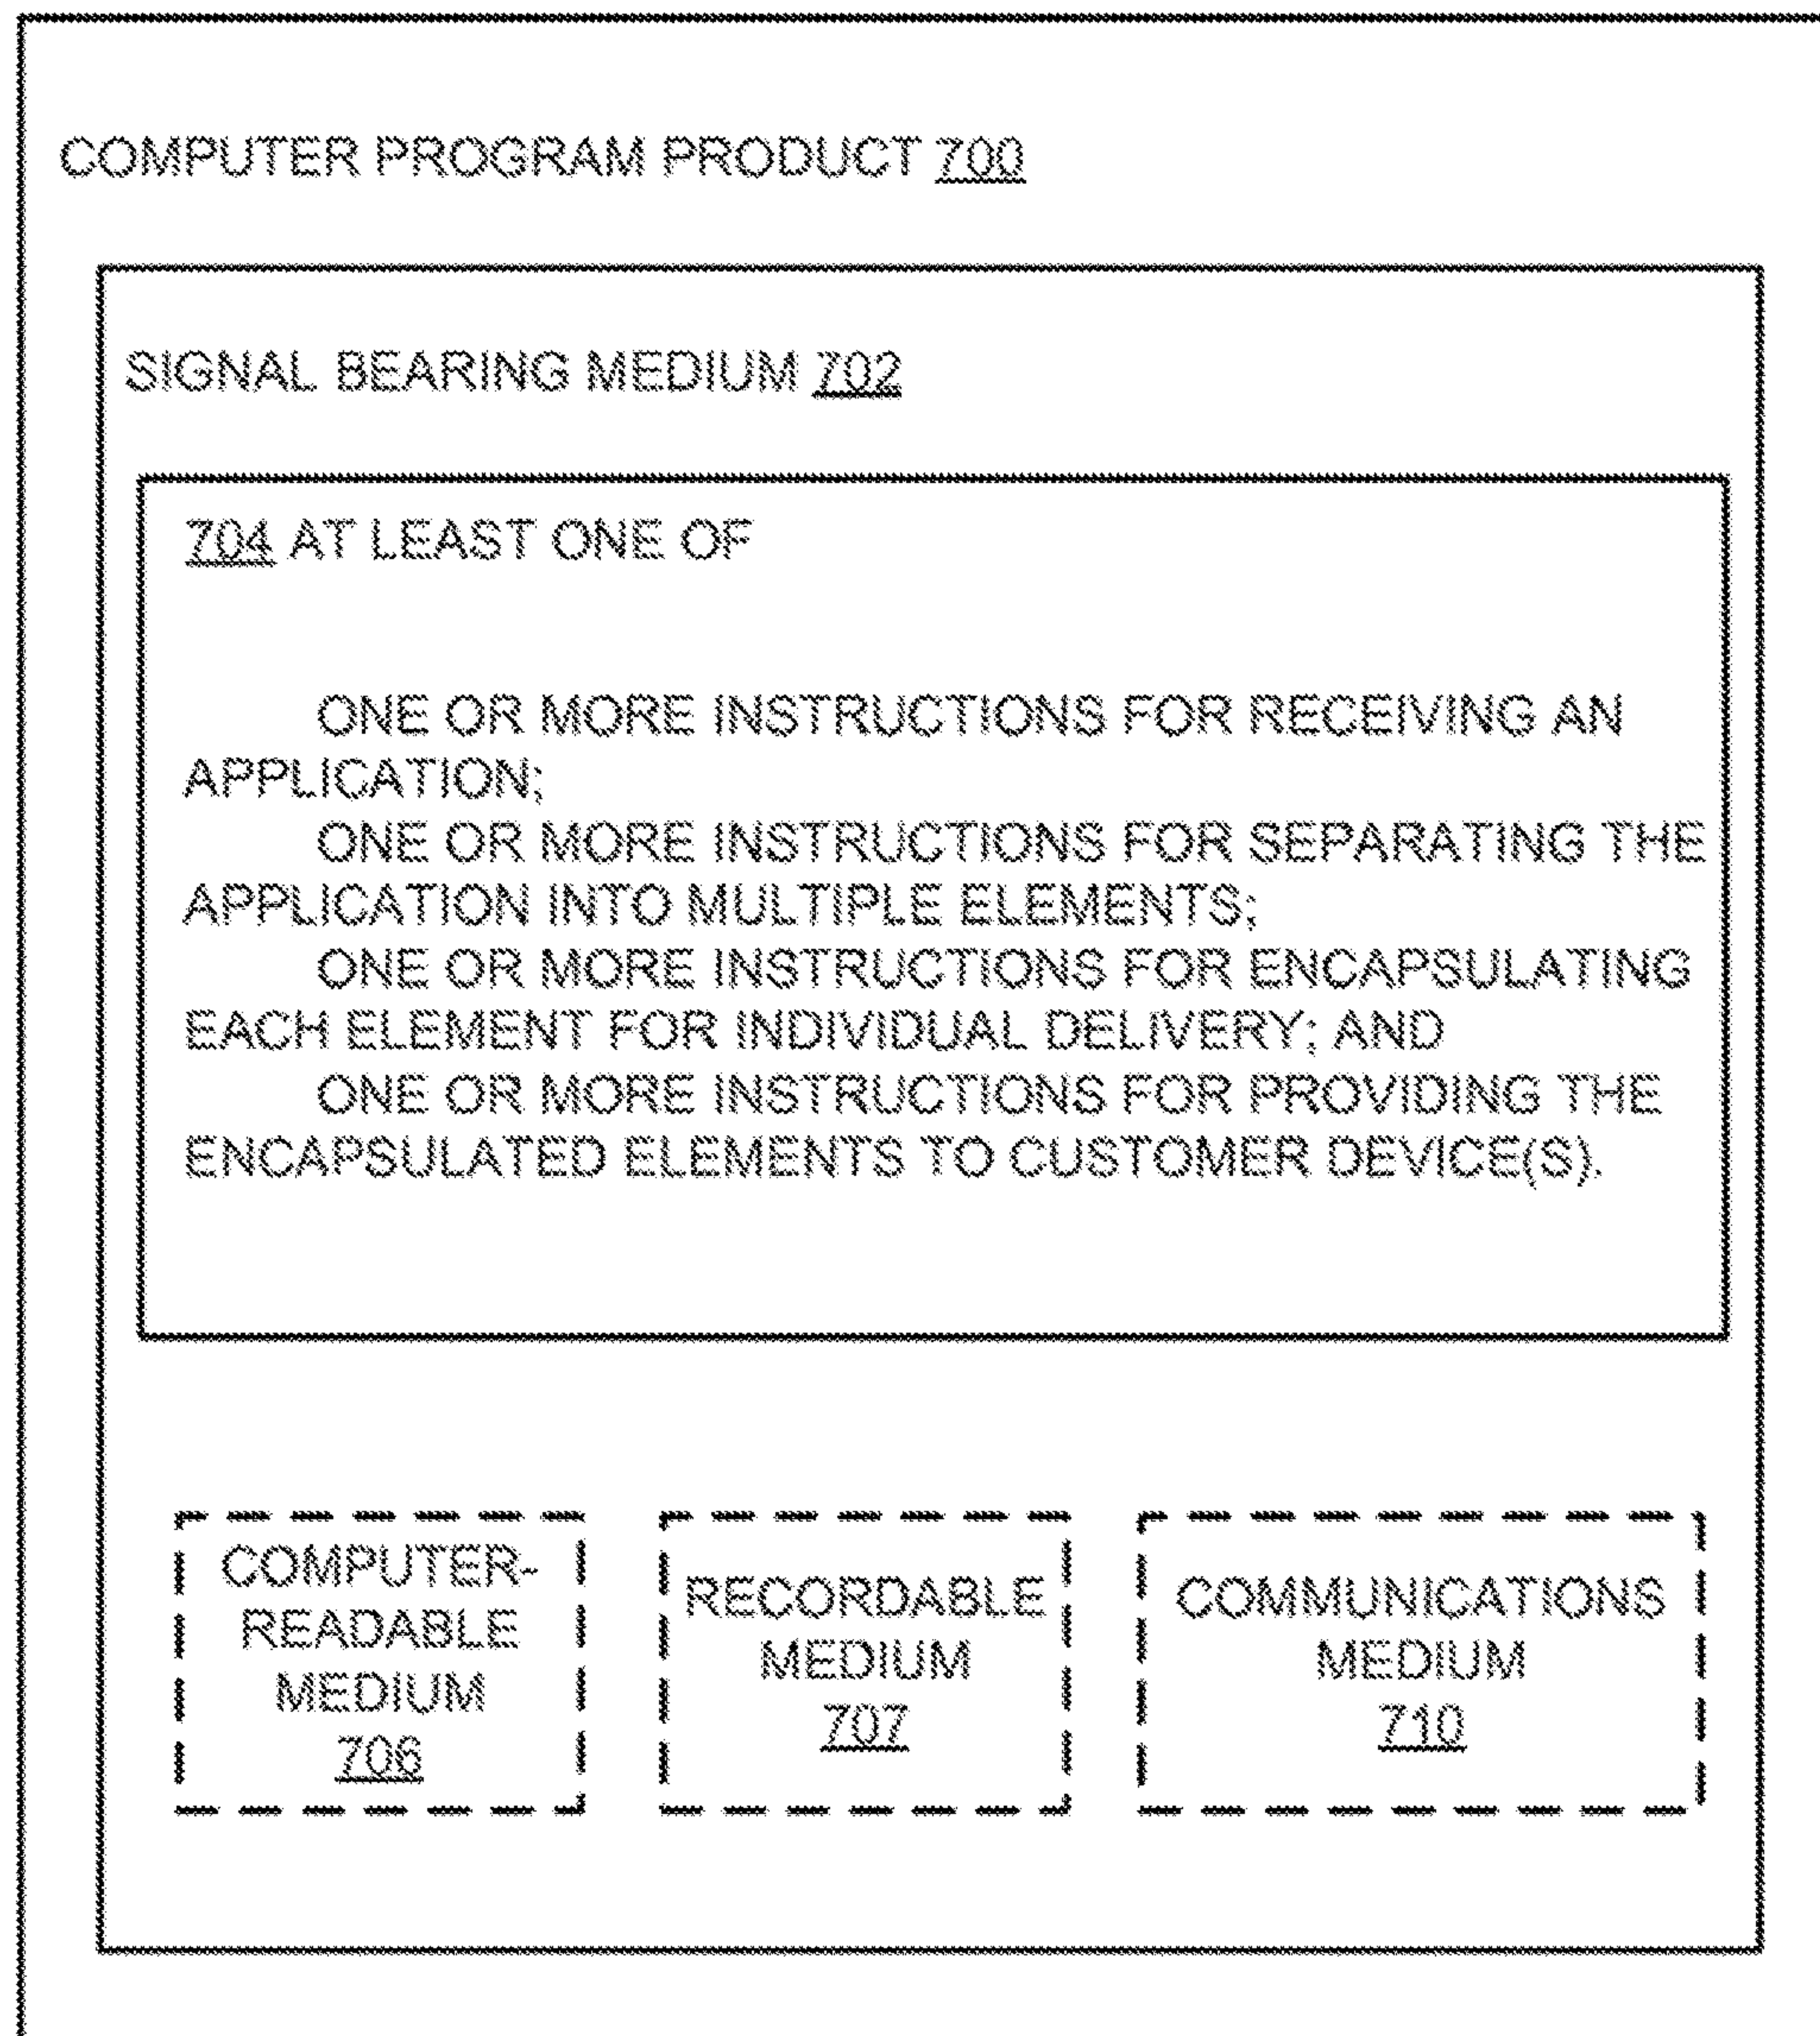 COMPUTER PROGRAM PRODUCT 700
SIGNAL BEARING MEDIUM 702
704 AT LEAST ONE OF
ONE OR MORE INSTRUCTIONS FOR RECEIVING AN
APPLICATION;
ONE OR MORE INSTRUCTIONS FOR SEPARATING THE
APPLICATION INTO MULTIPLE ELEMENTS;
ONE OR MORE INSTRUCTIONS FOR ENCAPSULATING
EACH ELEMENT FOR INDIVIDUAL DELIVERY; AND
ONE OR MORE INSTRUCTIONS FOR PROVIDING THE
ENCAPSULATED ELEMENTS TO CUSTOMER DEVICE(S).
COMPUTER-
READABLE
MEDIUM
706
RECORDABLE
MEDIUM
707
COMMUNICATIONS
MEDIUM
710